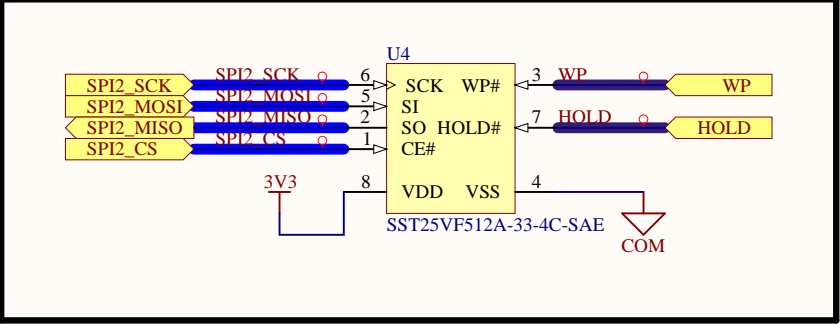 U4
SPI2_SCK SPI2_SCK 6 SCK WP# 3 WP WP
SPI2_MOSI SPI2_MOSI 5 SI
SPI2_MISO SPI2_MISO 2 SO HOLD# 7 HOLD HOLD
SPI2_CS SPI2_CS 1 CE#
3V3 8 VDD VSS 4
SST25VF512A-33-4C-SAE
COM